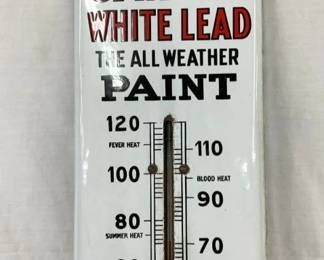 WHITE LEAD
THE ALL WEATHER
PAINT
120
FEVER HEAT
110
100
BLOOD HEAT
90
80
SUMMER HEAT
70